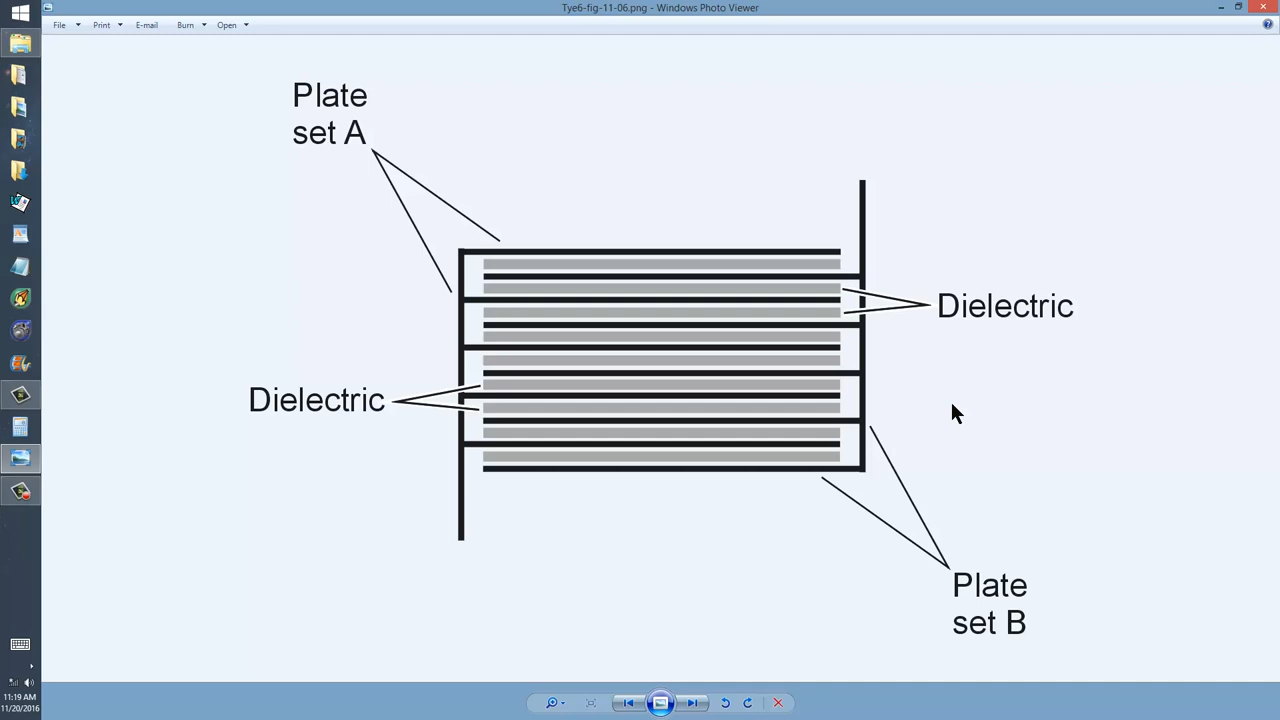 Tye6-fig-11-06.png - Windows Photo Viewer
File Print E-mail Burn Open
Plate
set A
Dielectric
Dielectric
Plate
set B
11:19 AM
11/20/2016